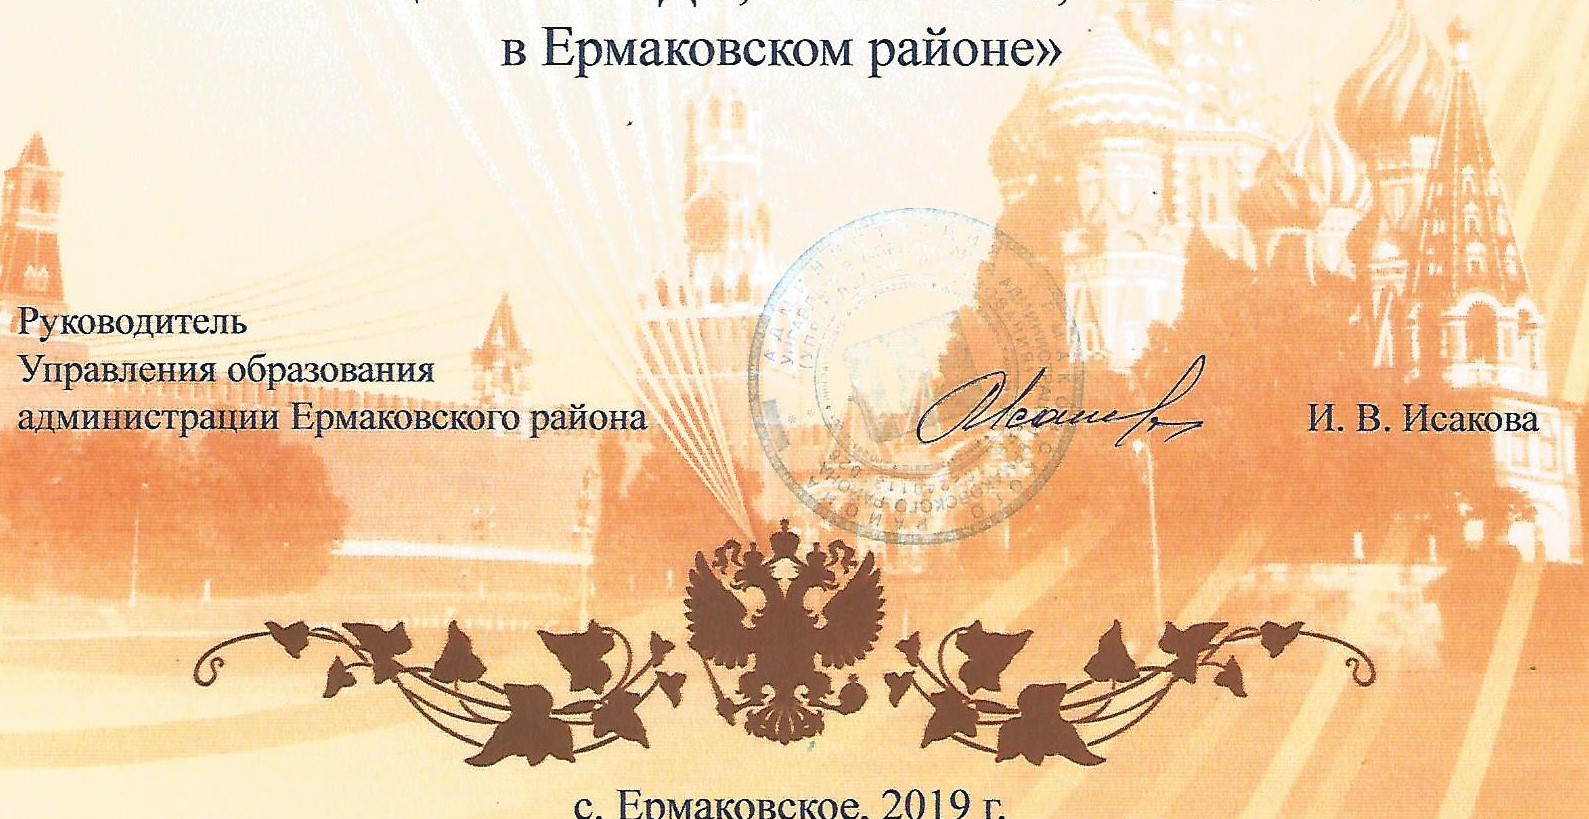 в Ермаковском районе»
Руководитель
Управления образования
администрации Ермаковского района
И. В. Исакова
с. Ермаковское, 2019 г.